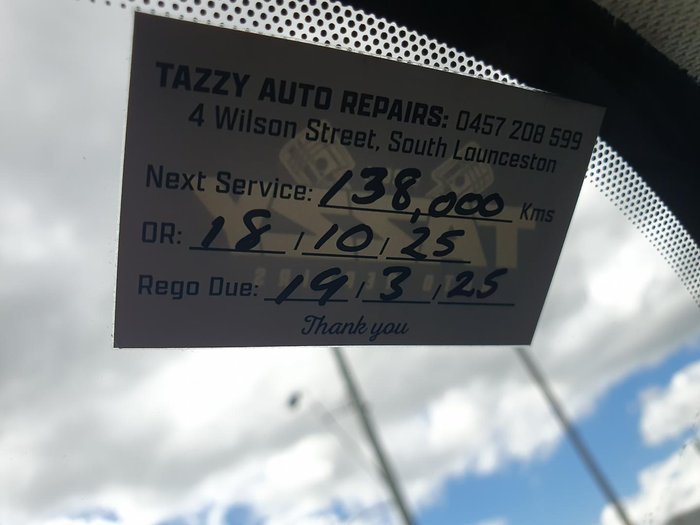 TAZZY AUTO REPAIRS: 0457 208 599
4 Wilson Street, South Launceston
Next Service: 138,000 Kms
OR: 18 / 10 / 25
Rego Due: 19 / 3 / 25
Thank you